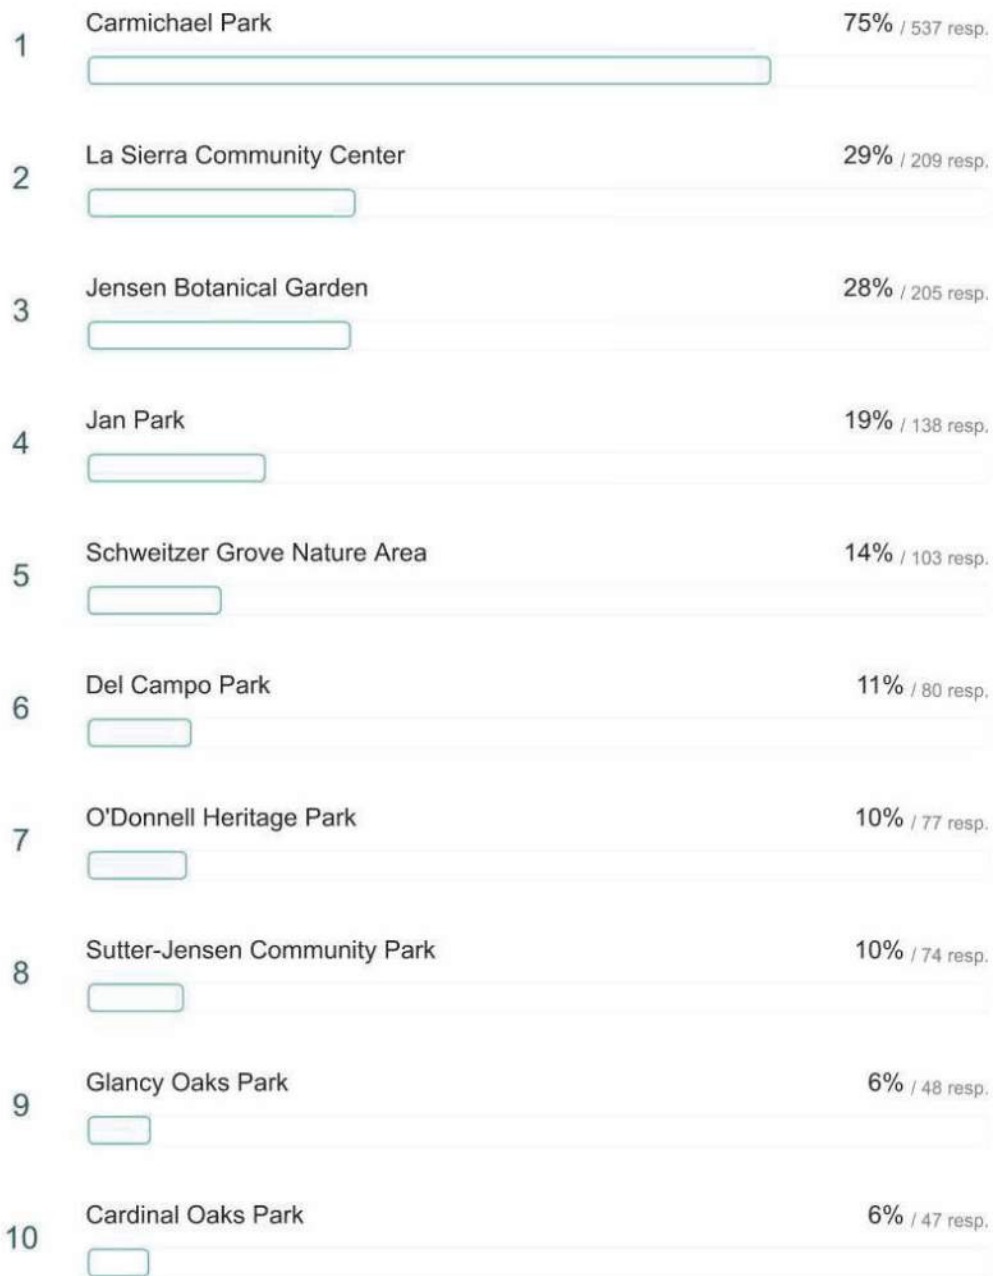 1 Carmichael Park 75% / 537 resp.
2 La Sierra Community Center 29% / 209 resp.
3 Jensen Botanical Garden 28% / 205 resp.
4 Jan Park 19% / 138 resp.
5 Schweitzer Grove Nature Area 14% / 103 resp.
6 Del Campo Park 11% / 80 resp.
7 O'Donnell Heritage Park 10% / 77 resp.
8 Sutter-Jensen Community Park 10% / 74 resp.
9 Glancy Oaks Park 6% / 48 resp.
10 Cardinal Oaks Park 6% / 47 resp.